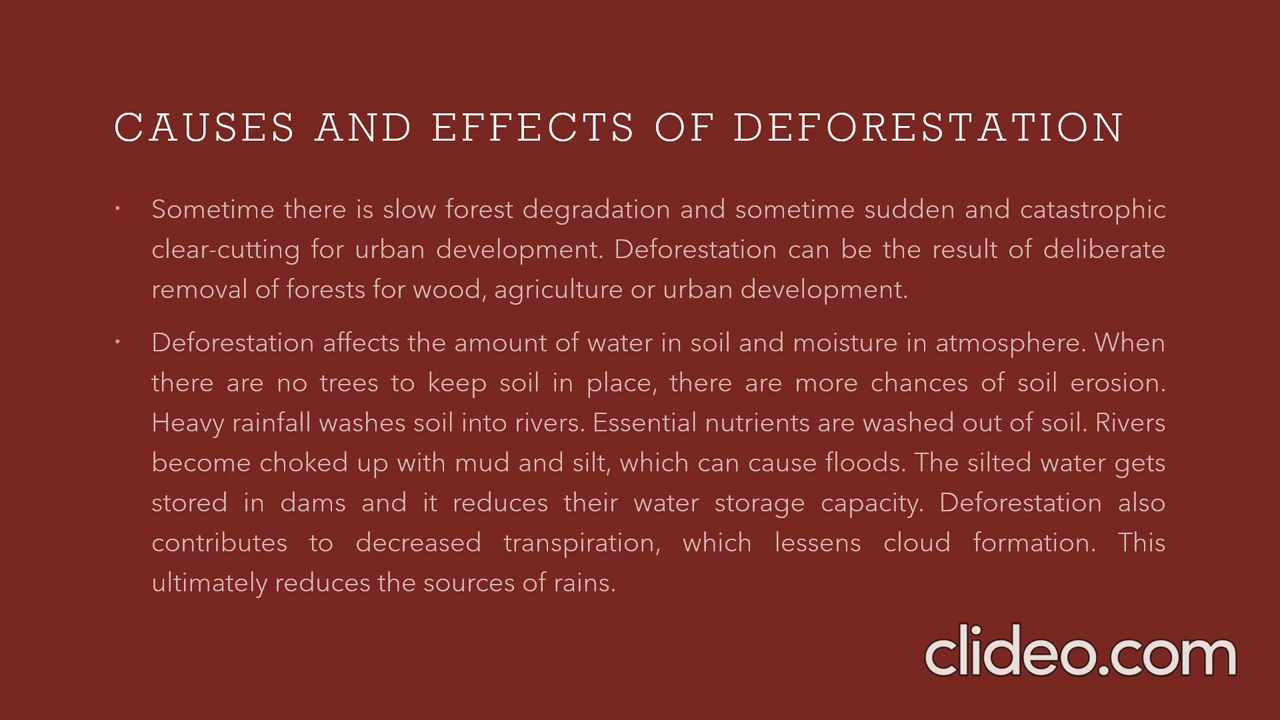 CAUSES AND EFFECTS OF DEFORESTATION
• Sometime there is slow forest degradation and sometime sudden and catastrophic
clear-cutting for urban development. Deforestation can be the result of deliberate
removal of forests for wood, agriculture or urban development.
• Deforestation affects the amount of water in soil and moisture in atmosphere. When
there are no trees to keep soil in place, there are more chances of soil erosion.
Heavy rainfall washes soil into rivers. Essential nutrients are washed out of soil. Rivers
become choked up with mud and silt, which can cause floods. The silted water gets
stored in dams and it reduces their water storage capacity. Deforestation also
contributes to decreased transpiration, which lessens cloud formation. This
ultimately reduces the sources of rains.
clideo.com